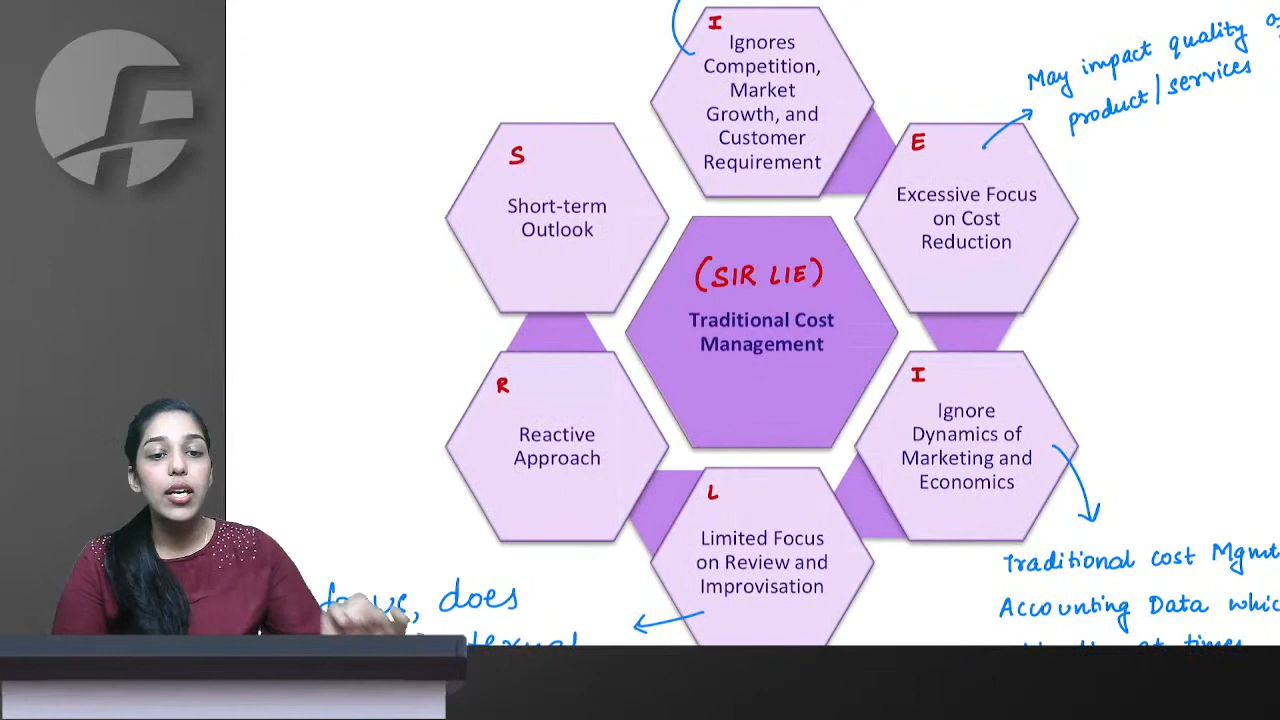 I
Ignores
Competition,
Market
Growth, and
Customer
Requirement
May impact quality
product/services
E
Excessive Focus
on Cost
Reduction
S
Short-term
Outlook
(SIR LIE)
Traditional Cost
Management
I
Ignore
Dynamics of
Marketing and
Economics
R
Reactive
Approach
L
Limited Focus
on Review and
Improvisation
Traditional cost Mgmt
Accounting Data
at times
does